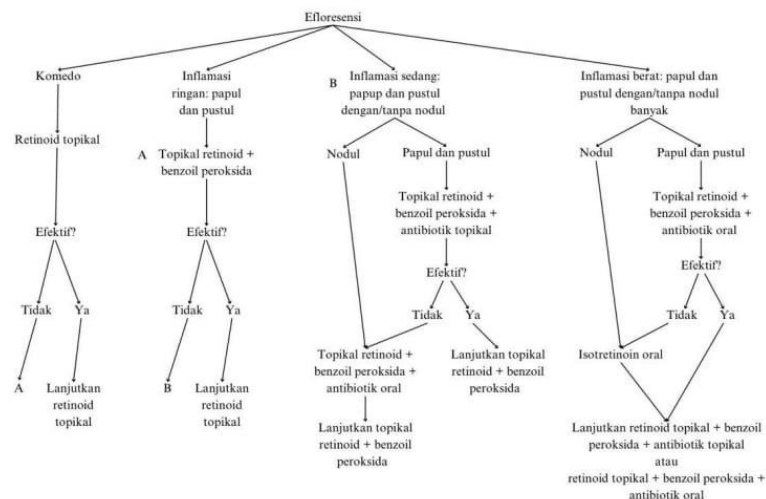 Efloresensi
Komedo
Retinoid topikal
Efektif?
Tidak
Ya
A
Lanjutkan
retinoid
topikal
Inflamasi
ringan: papul
dan pustul
A
Topikal retinoid +
benzoil peroksida
Efektif?
Tidak
Ya
B
Lanjutkan
retinoid
topikal
B
Inflamasi sedang:
papup dan pustul
dengan/tanpa nodul
Nodul
Papul dan pustul
Topikal retinoid +
benzoil peroksida +
antibiotik topikal
Efektif?
Tidak
Ya
Topikal retinoid +
benzoil peroksida +
antibiotik oral
Lanjutkan topikal
retinoid + benzoil
peroksida
Lanjutkan topikal
retinoid + benzoil
peroksida
Inflamasi berat: papul dan
pustul dengan/tanpa nodul
banyak
Nodul
Papul dan pustul
Topikal retinoid +
benzoil peroksida +
antibiotik oral
Efektif?
Tidak
Ya
Isotretinoin oral
Lanjutkan retinoid topikal + benzoil
peroksida + antibiotik topikal
atau
retinoid topikal + benzoil peroksida +
antibiotik oral